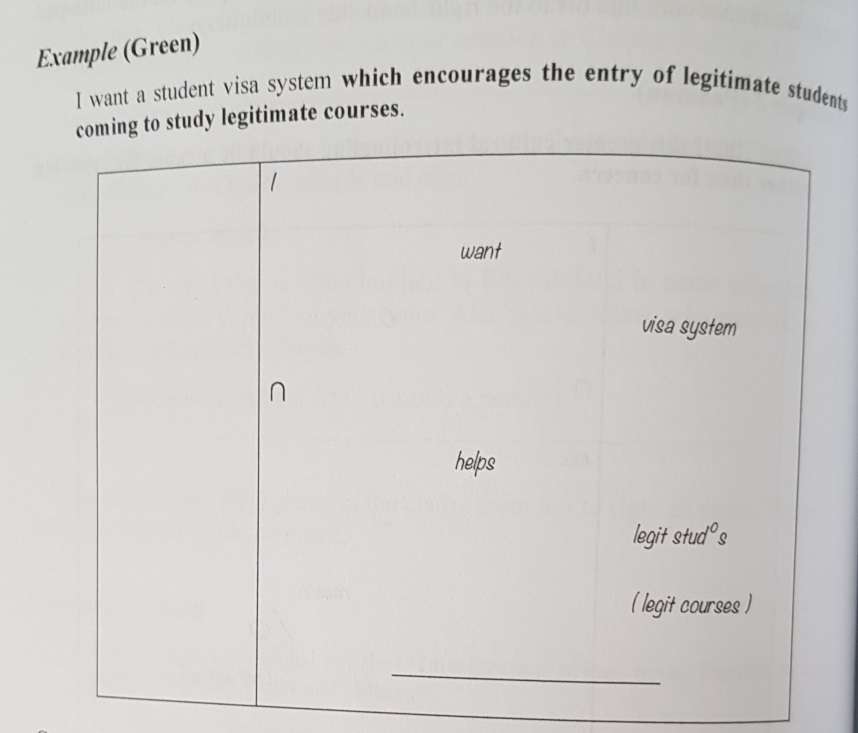 Example (Green)
I want a student visa system which encourages the entry of legitimate students
coming to study legitimate courses.
I
want
visa system
∩
helps
legit studºs
( legit courses )